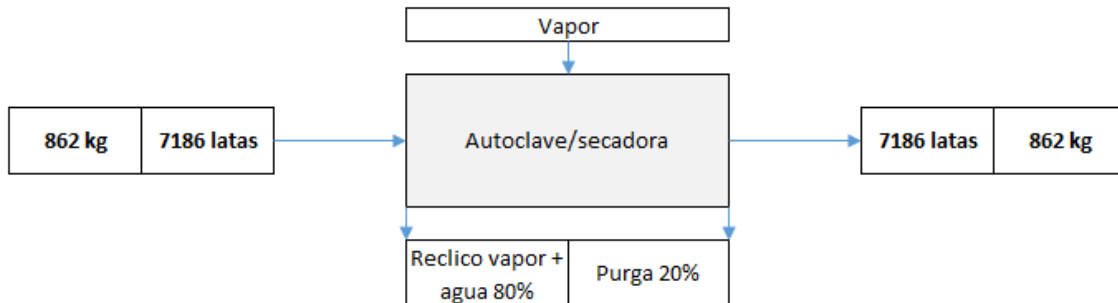 Vapor
862 kg
7186 latas
Autoclave/secadora
7186 latas
862 kg
Reclico vapor +
agua 80%
Purga 20%